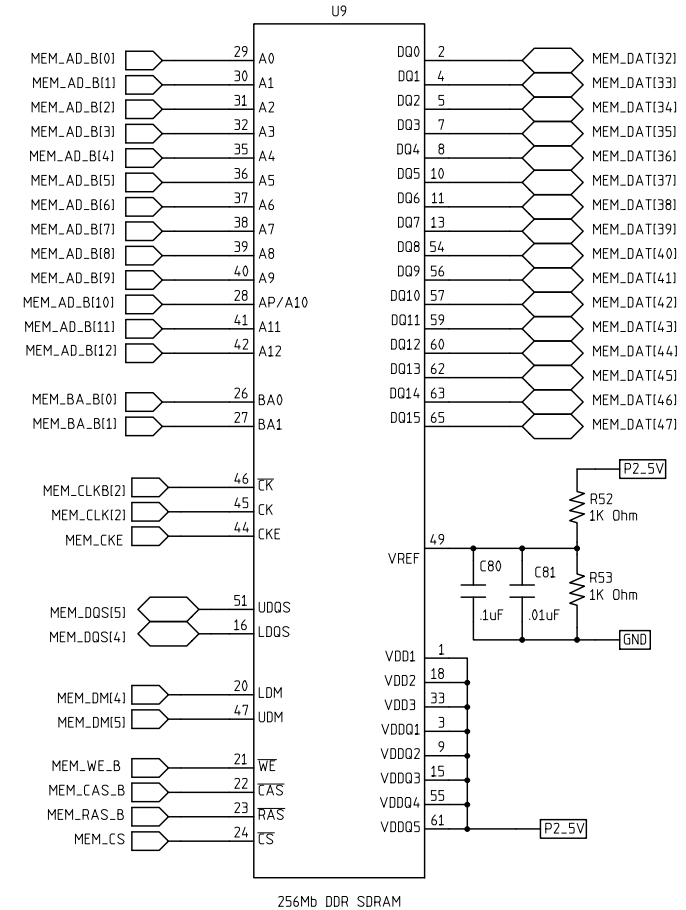 U9
MEM_AD_B[0] 29 A0 DQ0 2 MEM_DAT[32]
MEM_AD_B[1] 30 A1 DQ1 4 MEM_DAT[33]
MEM_AD_B[2] 31 A2 DQ2 5 MEM_DAT[34]
MEM_AD_B[3] 32 A3 DQ3 7 MEM_DAT[35]
MEM_AD_B[4] 35 A4 DQ4 8 MEM_DAT[36]
MEM_AD_B[5] 36 A5 DQ5 10 MEM_DAT[37]
MEM_AD_B[6] 37 A6 DQ6 11 MEM_DAT[38]
MEM_AD_B[7] 38 A7 DQ7 13 MEM_DAT[39]
MEM_AD_B[8] 39 A8 DQ8 54 MEM_DAT[40]
MEM_AD_B[9] 40 A9 DQ9 56 MEM_DAT[41]
MEM_AD_B[10] 28 AP/A10 DQ10 57 MEM_DAT[42]
MEM_AD_B[11] 41 A11 DQ11 59 MEM_DAT[43]
MEM_AD_B[12] 42 A12 DQ12 60 MEM_DAT[44]
DQ13 62 MEM_DAT[45]
MEM_BA_B[0] 26 BA0 DQ14 63 MEM_DAT[46]
MEM_BA_B[1] 27 BA1 DQ15 65 MEM_DAT[47]
P2_5V
MEM_CLKB[2] 46 CK
R52
1K Ohm
MEM_CLK[2] 45 CK
MEM_CKE 44 CKE
VREF 49
C80 C81
R53
1K Ohm
.1uF .01uF
MEM_DQS[5] 51 UDQS
MEM_DQS[4] 16 LDQS
GND
VDD1 1
VDD2 18
MEM_DM[4] 20 LDM
VDD3 33
MEM_DM[5] 47 UDM
VDDQ1 3
VDDQ2 9
MEM_WE_B 21 WE
VDDQ3 15
MEM_CAS_B 22 CAS
VDDQ4 55
MEM_RAS_B 23 RAS
VDDQ5 61 P2_5V
MEM_CS 24 CS
256Mb DDR SDRAM